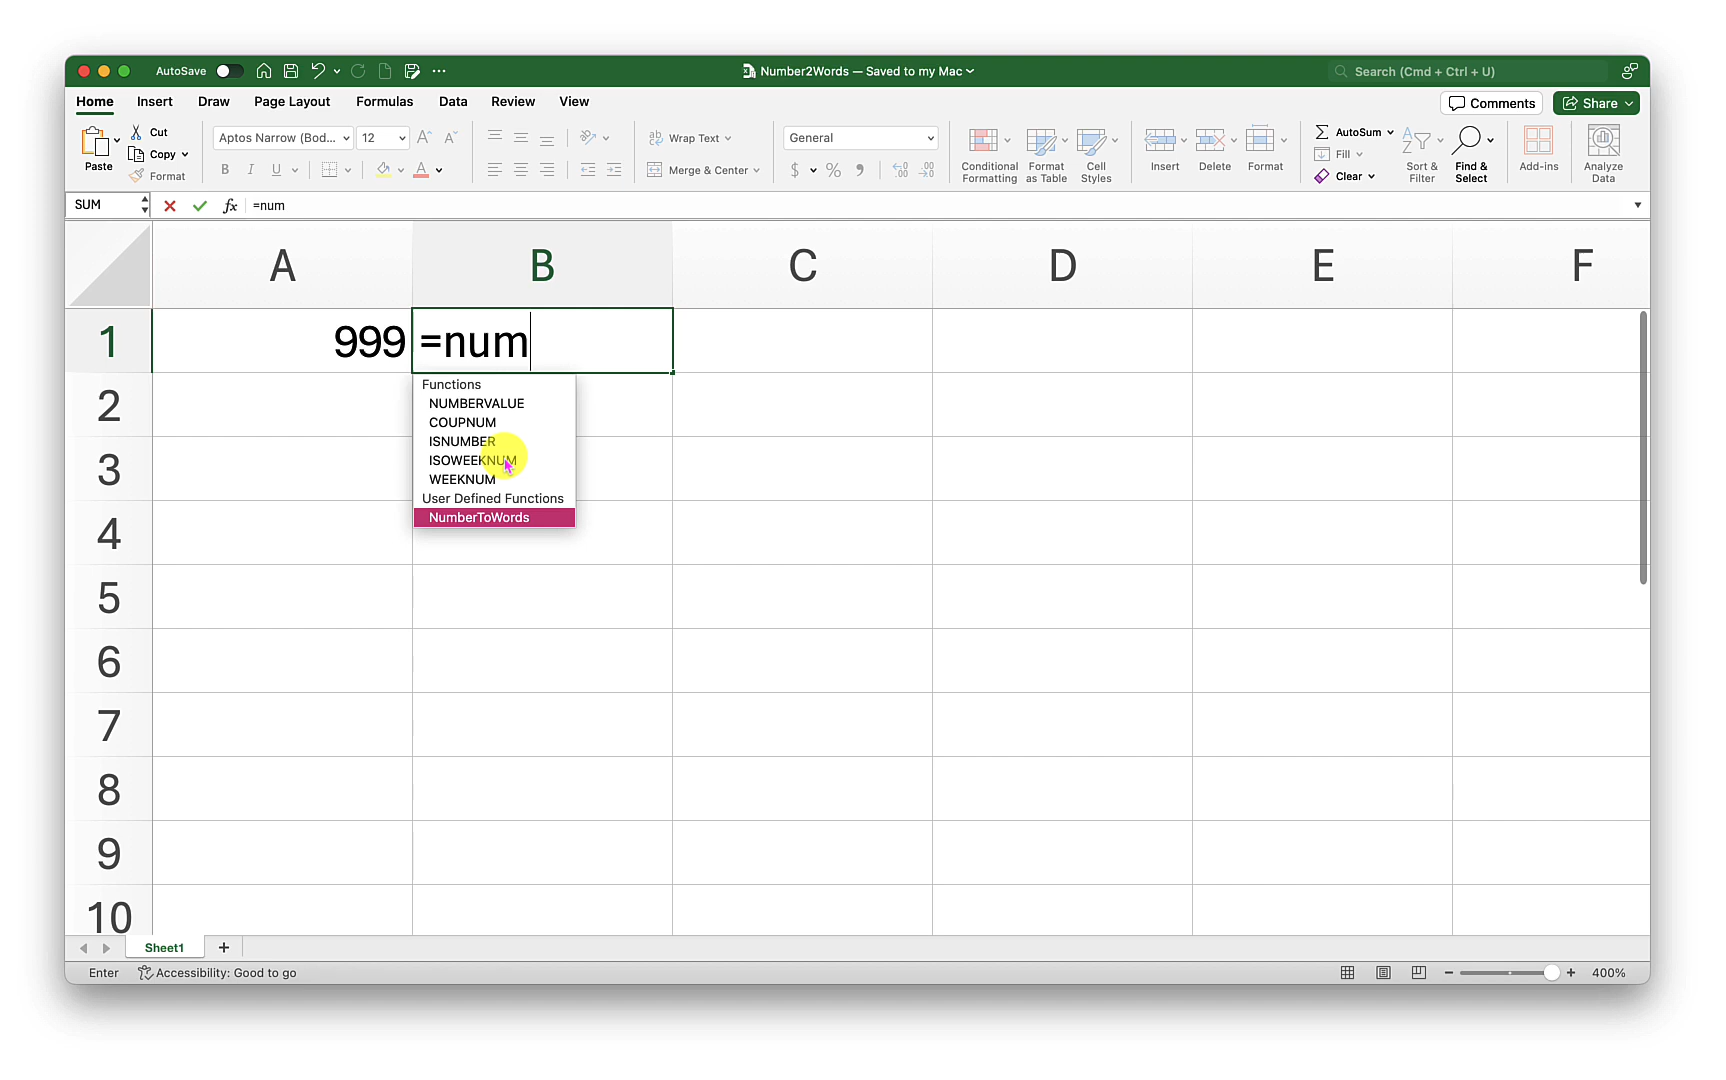 AutoSave
Number2Words — Saved to my Mac
Search (Cmd + Ctrl + U)
Home Insert Draw Page Layout Formulas Data Review View
Comments Share
Paste
Cut
Copy
Format
Aptos Narrow (Bod... 12
B I U
A
ab Wrap Text
Merge & Center
General
$ % ,
Conditional Formatting
Format as Table
Cell Styles
Insert
Delete
Format
AutoSum
Fill
Clear
Sort & Filter
Find & Select
Add-ins
Analyze Data
SUM fx =num
A B C D E F
1 999 =num
2
3
4
5
6
7
8
9
10
Functions
NUMBERVALUE
COUPNUM
ISNUMBER
ISOWEEKNUM
WEEKNUM
User Defined Functions
NumberToWords
Sheet1 +
Enter Accessibility: Good to go
400%